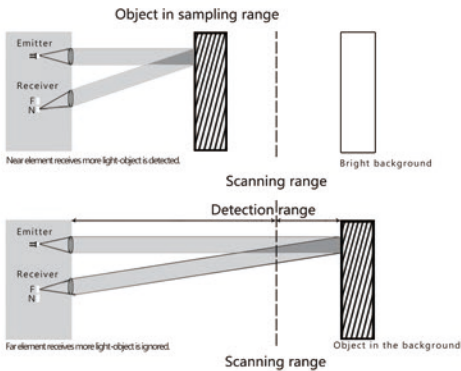 Object in sampling range
Emitter
Receiver
F
N
Near element receives more light-object is detected.
Bright background
Scanning range
Detection range
Emitter
Receiver
F
N
Far element receives more light-object is ignored.
Object in the background
Scanning range